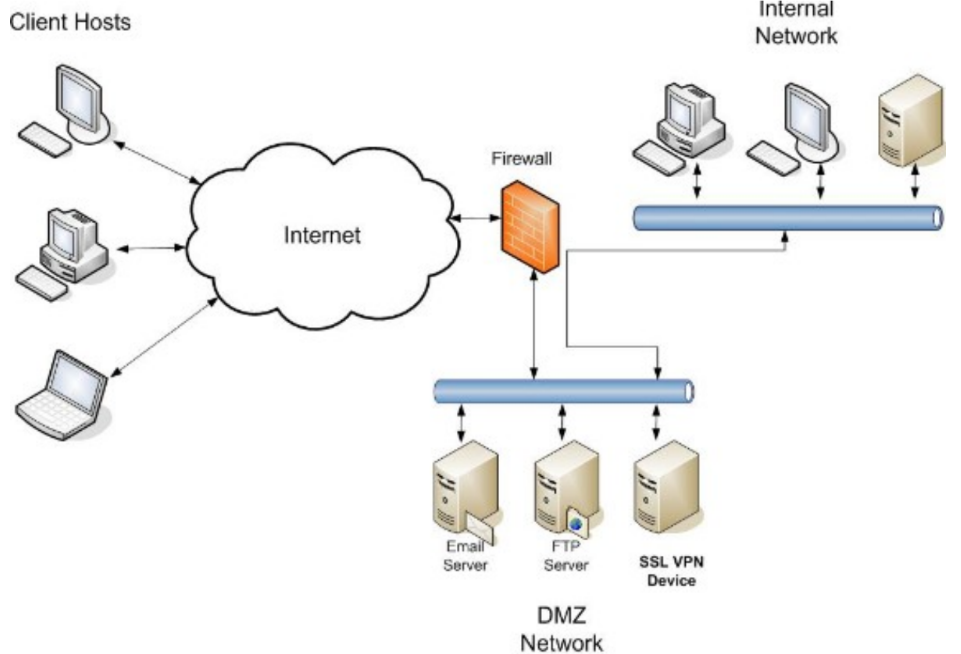 Client Hosts
Internal
Network
Firewall
Internet
Email
Server
FTP
Server
SSL VPN
Device
DMZ
Network